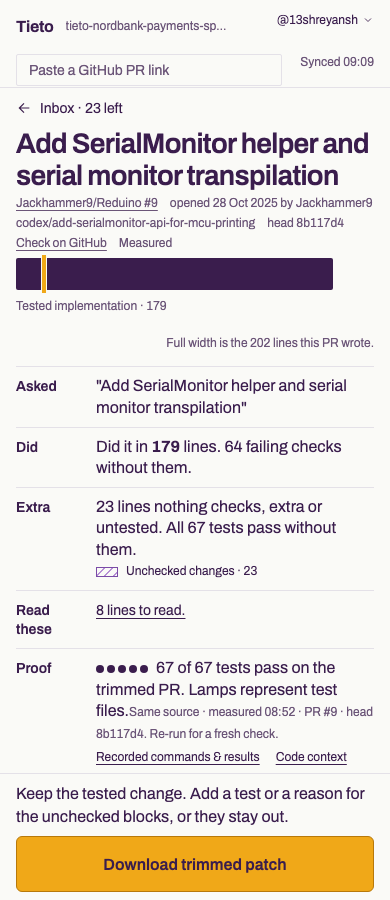 Tieto tieto-nordbank-payments-sp... @13shreyansh
Paste a GitHub PR link Synced 09:09
← Inbox · 23 left
Add SerialMonitor helper and
serial monitor transpilation
Jackhammer9/Reduino #9 opened 28 Oct 2025 by Jackhammer9
codex/add-serialmonitor-api-for-mcu-printing head 8b117d4
Check on GitHub Measured
Tested implementation · 179
Full width is the 202 lines this PR wrote.
Asked "Add SerialMonitor helper and serial
monitor transpilation"
Did Did it in 179 lines. 64 failing checks
without them.
Extra 23 lines nothing checks, extra or
untested. All 67 tests pass without
them.
Unchecked changes · 23
Read 8 lines to read.
these
Proof 67 of 67 tests pass on the
trimmed PR. Lamps represent test
files.Same source · measured 08:52 · PR #9 · head
8b117d4. Re-run for a fresh check.
Recorded commands & results Code context
Keep the tested change. Add a test or a reason for
the unchecked blocks, or they stay out.
Download trimmed patch